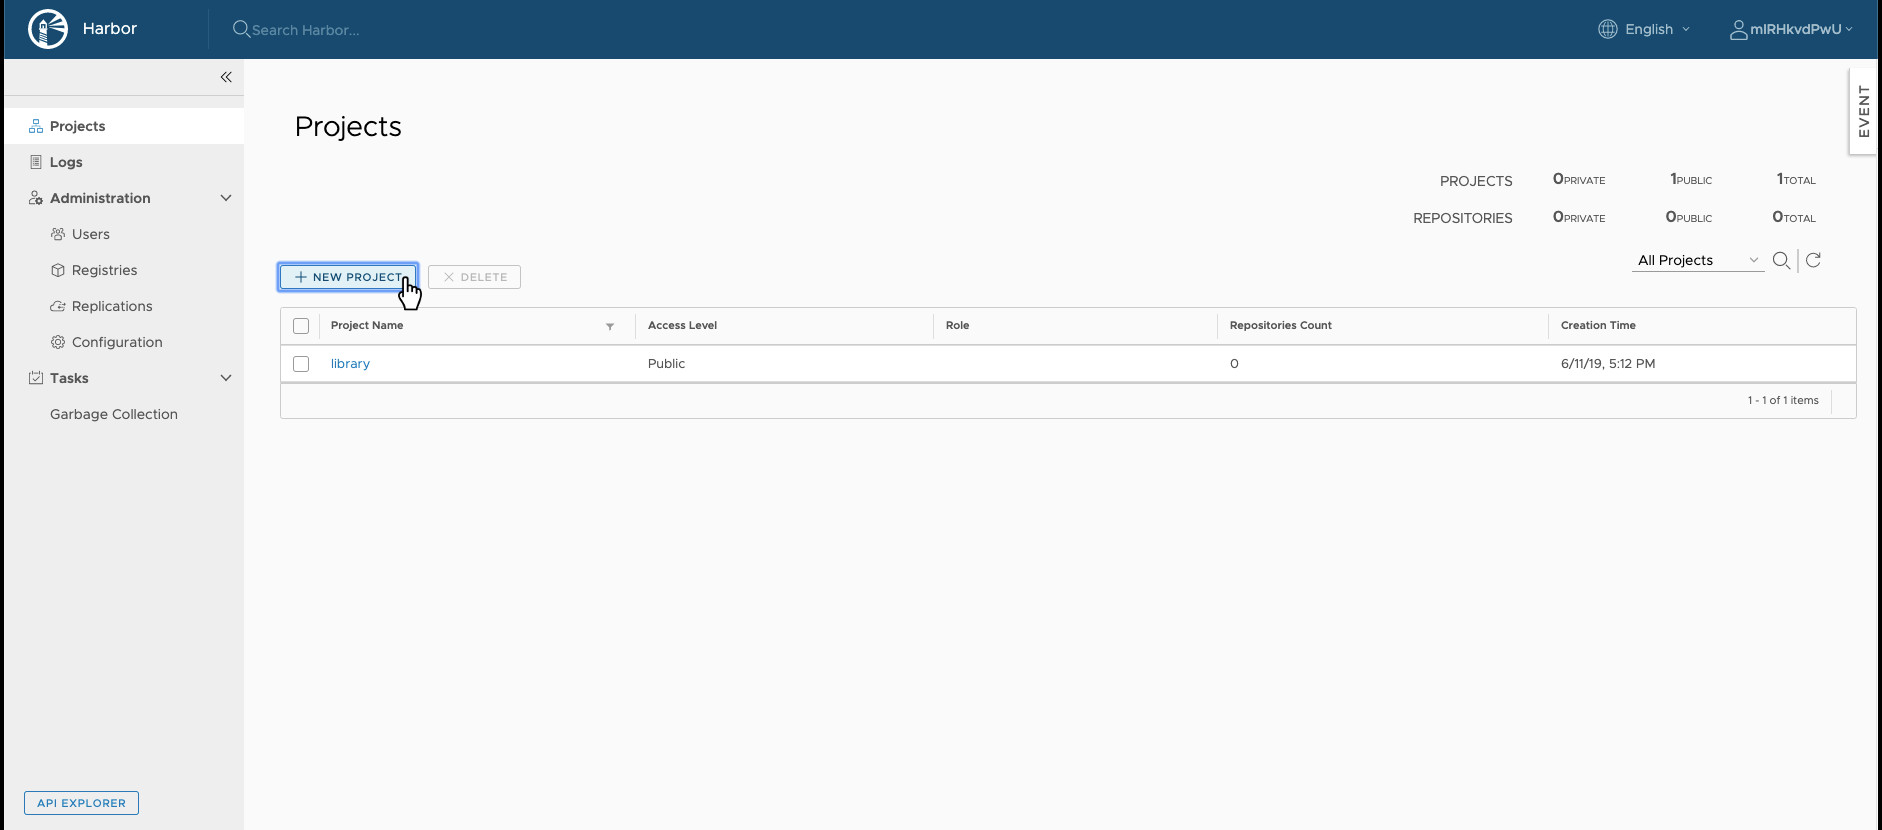 Harbor
Search Harbor...
English
mIRHkvdPwU
Projects
Logs
Administration
Users
Registries
Replications
Configuration
Tasks
Garbage Collection
API EXPLORER
EVENT
Projects
PROJECTS 0PRIVATE 1PUBLIC 1TOTAL
REPOSITORIES 0PRIVATE 0PUBLIC 0TOTAL
All Projects
NEW PROJECT DELETE
Project Name Access Level Role Repositories Count Creation Time
library Public 0 6/11/19, 5:12 PM
1 - 1 of 1 items